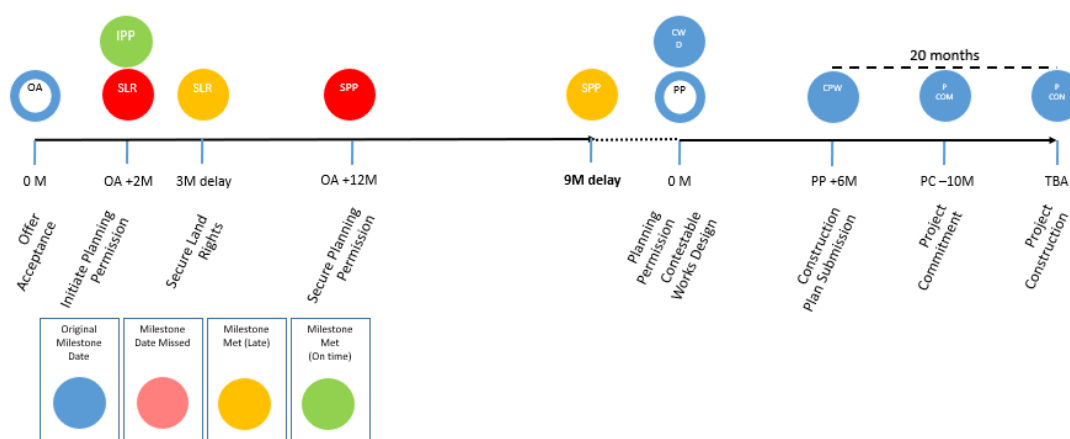 IPP
CW
D
20 months
OA
SLR
SLR
SPP
SPP
PP
CPW
P
COM
P
CON
0 M
OA +2M
3M delay
OA +12M
9M delay
0 M
PP +6M
PC –10M
TBA
Offer
Acceptance
Initiate Planning
Permission
Secure Land
Rights
Secure Planning
Permission
Planning
Permission
Contestable
Works Design
Construction
Plan Submission
Project
Commitment
Project
Construction
Original
Milestone
Date
Milestone
Date Missed
Milestone
Met (Late)
Milestone
Met
(On time)